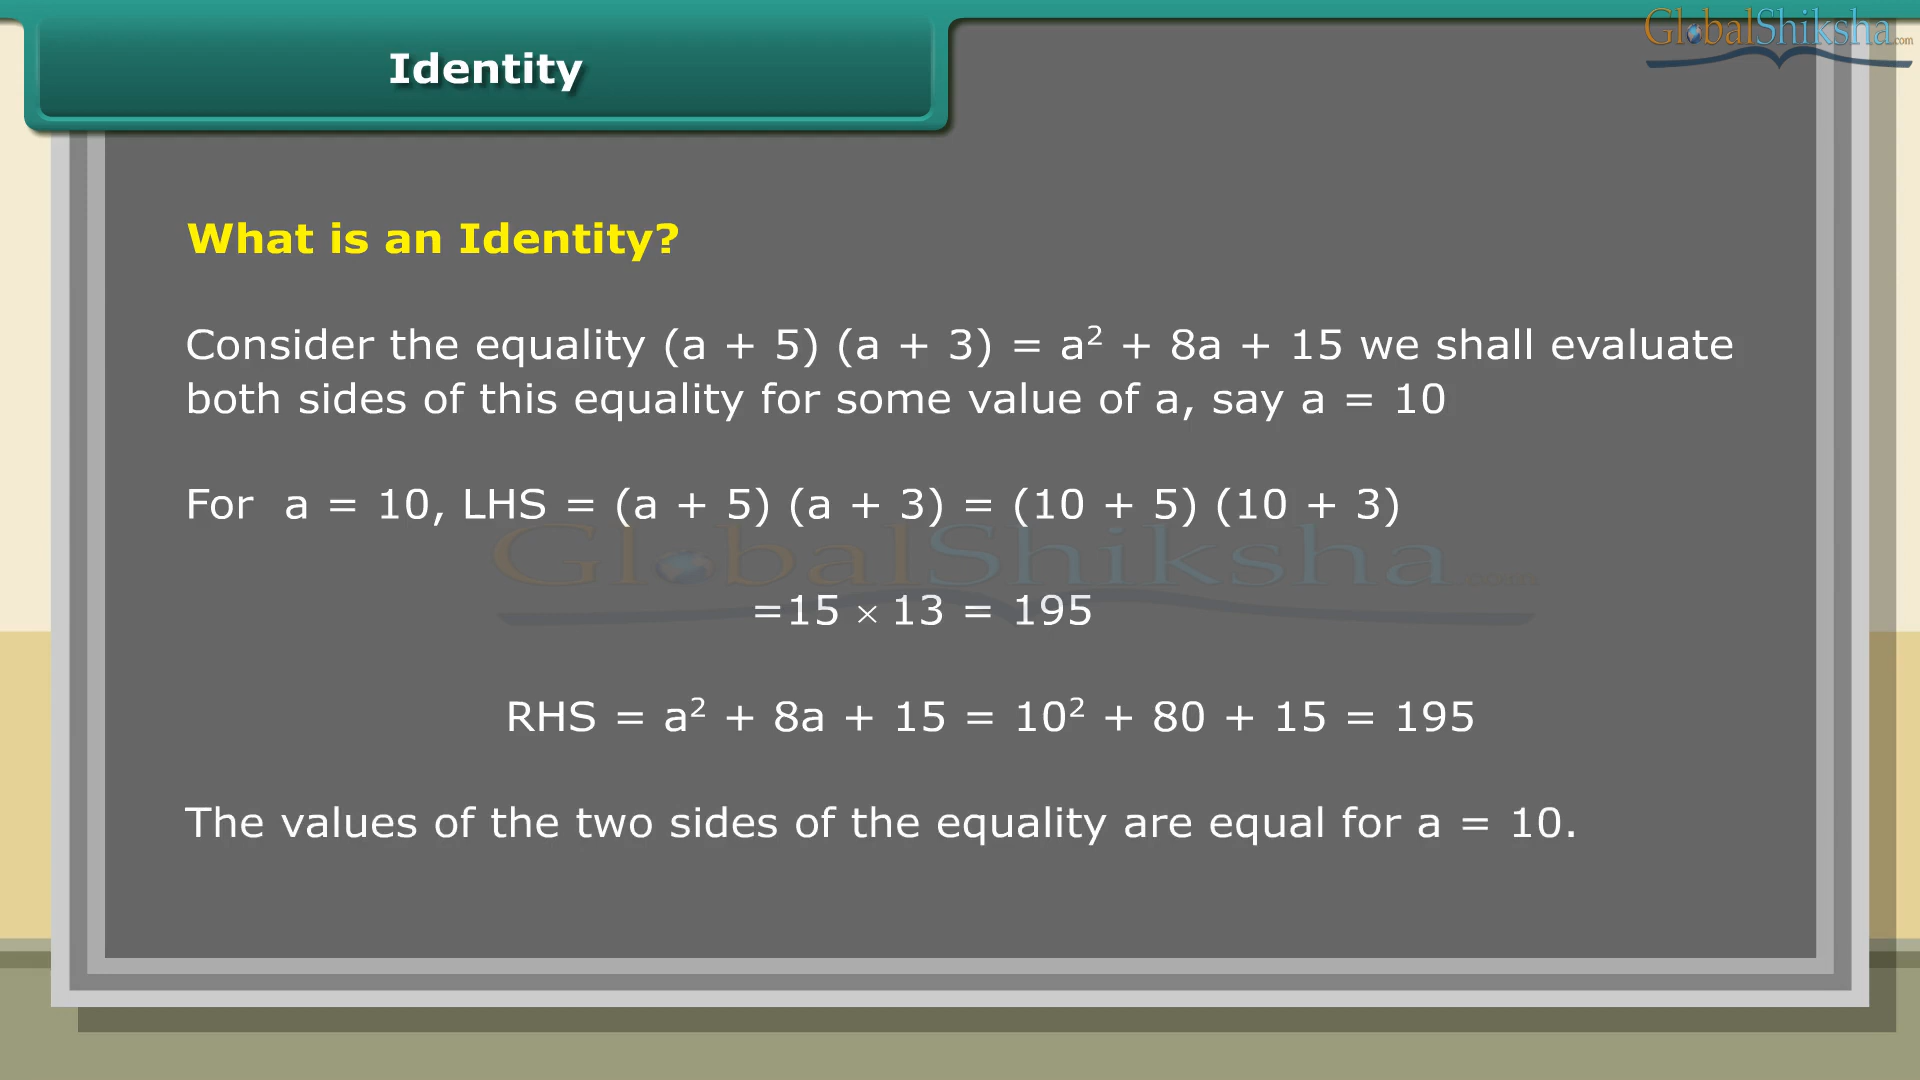 GlobalShiksha.com
Identity
What is an Identity?
Consider the equality (a + 5) (a + 3) = a² + 8a + 15 we shall evaluate
both sides of this equality for some value of a, say a = 10
For a = 10, LHS = (a + 5) (a + 3) = (10 + 5) (10 + 3)
GlobalShiksha.com
=15 × 13 = 195
RHS = a² + 8a + 15 = 10² + 80 + 15 = 195
The values of the two sides of the equality are equal for a = 10.